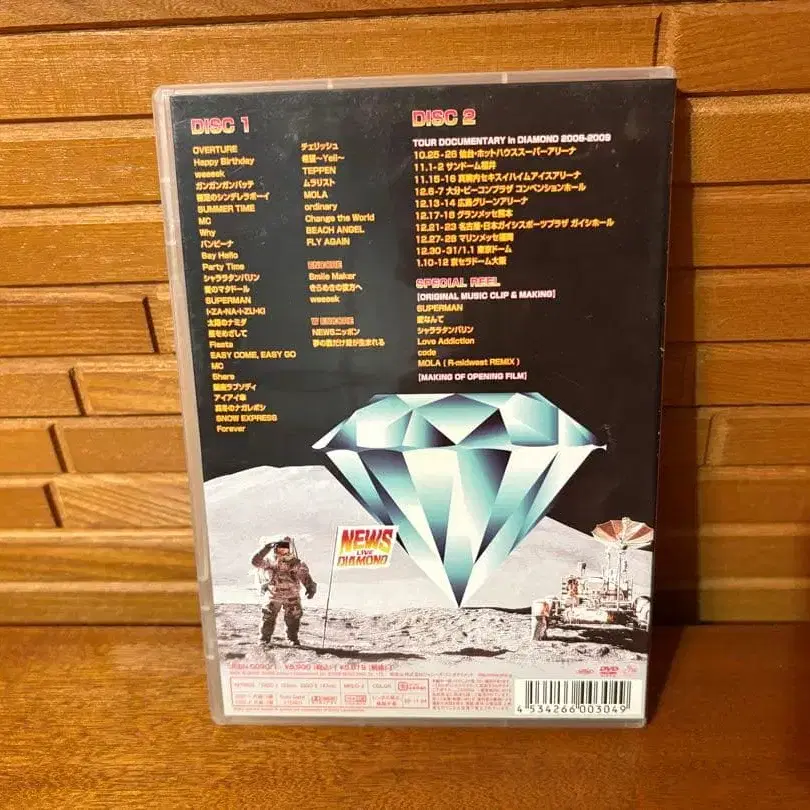 DISC 1
OVERTURE
Happy Birthday
weeeek
ガンガンガンバッチ
裸足のシンデレラボーイ
SUMMER TIME
MC
Why
バンビーナ
Say Hello
Party Time
シャララタンバリン
愛のマタドール
SUPERMAN
I・ZA・NA・I・ZU・KI
太陽のナミダ
星をめざして
Fiesta
EASY COME, EASY GO
MC
Share
アイアイ傘
真冬のナガレボシ
SNOW EXPRESS
Forever
チェリッシュ
希望~Yell~
TEPPEN
ムラリスト
MOLA
ordinary
Change the World
BEACH ANGEL
FLY AGAIN
ENCORE
Smile Maker
きらめきの彼方へ
weeeek
W ENCORE
NEWSニッポン
夢の数だけ愛が生まれる
DISC 2
TOUR DOCUMENTARY in DIAMOND 2008-2009
10.25-26 仙台・ホットハウススーパーアリーナ
11.1-2 サンドーム福井
11.15-16 真駒内セキスイハイムアイスアリーナ
12.6-7 大分・ビーコンプラザ コンベンションホール
12.13-14 広島グリーンアリーナ
12.17-18 グランメッセ熊本
12.21-23 名古屋・日本ガイシスポーツプラザ ガイシホール
12.27-28 マリンメッセ福岡
12.30-31/1.1 東京ドーム
1.10-12 京セラドーム大阪
SPECIAL REEL
[ORIGINAL MUSIC CLIP & MAKING]
SUPERMAN
愛なんて
シャララタンバリン
Love Addiction
code
MOLA ( R-midwest REMIX )
[MAKING OF OPENING FILM]
NEWS
LIVE
DIAMOND
COLOR
DVD
4 534266 003049